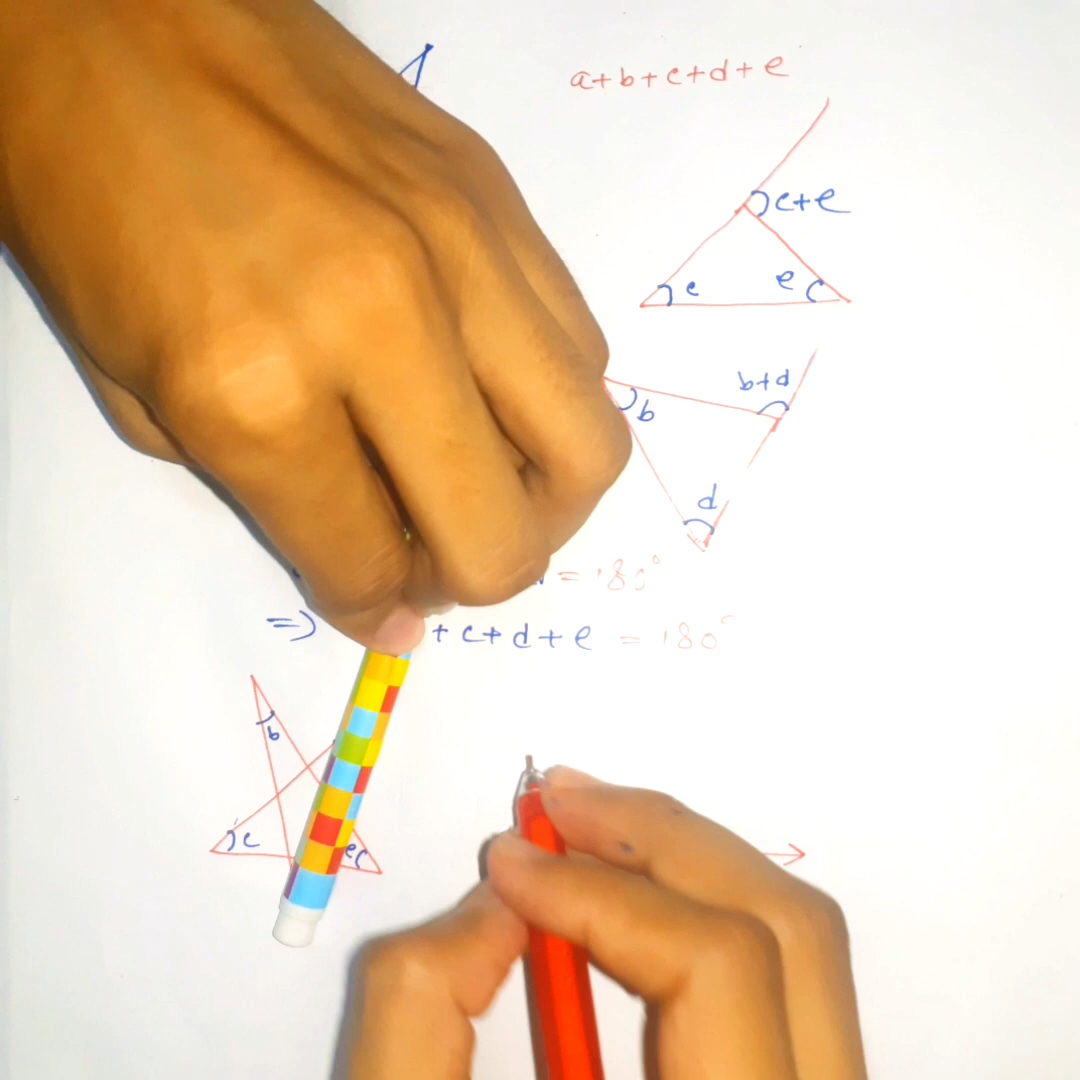 a+b+c+d+e
c+e
c e
b+d
b
d
= 180°
=> + c+d+e = 180°
b
c
e